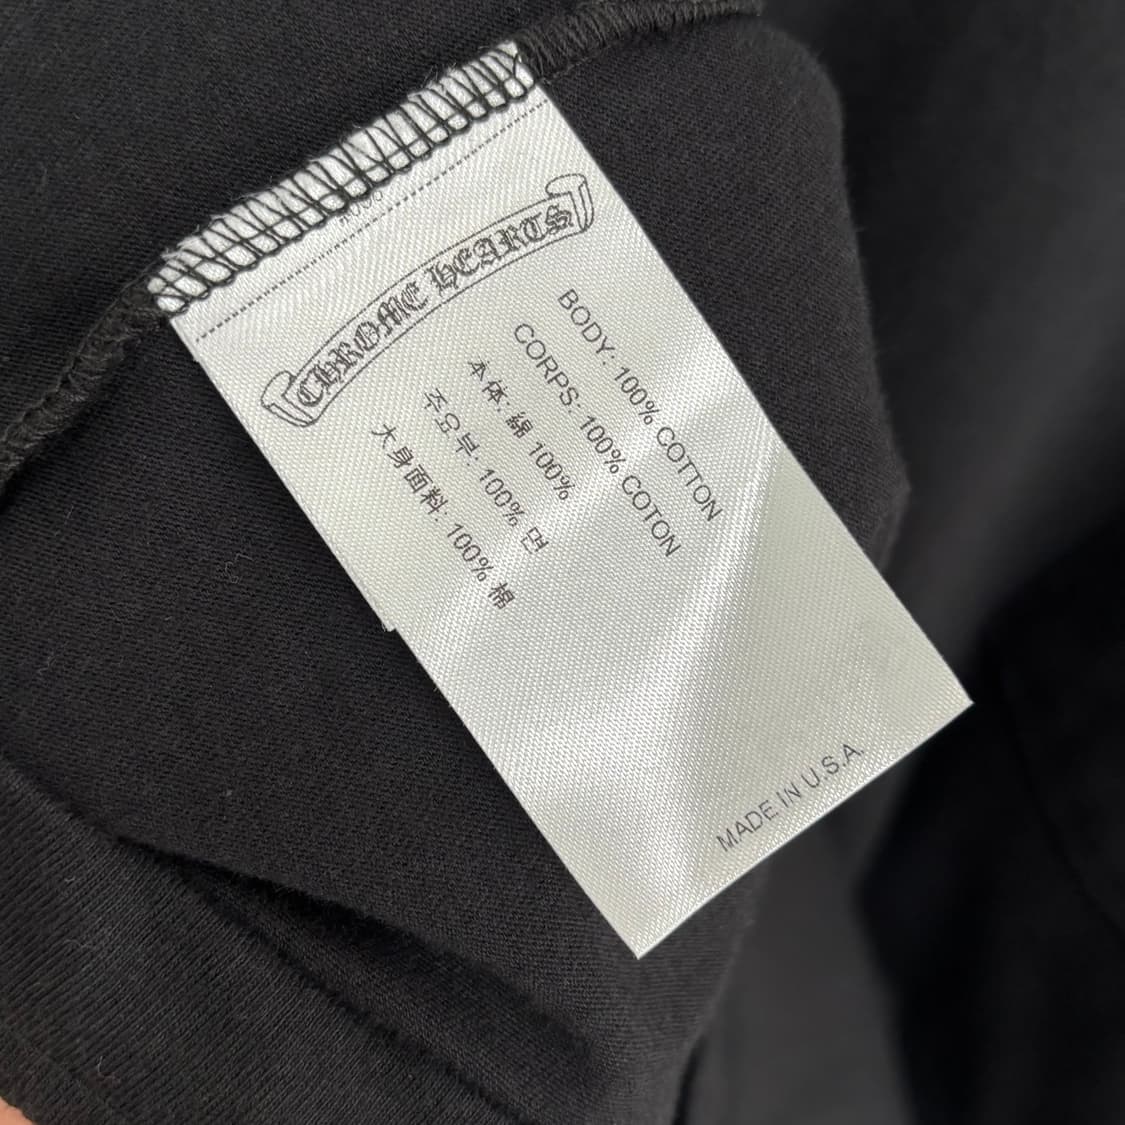 CHROME HEARTS
BODY: 100% COTTON
CORPS: 100% COTON
本体: 綿 100%
주요부: 100% 면
大身面料: 100% 棉
MADE IN U.S.A.